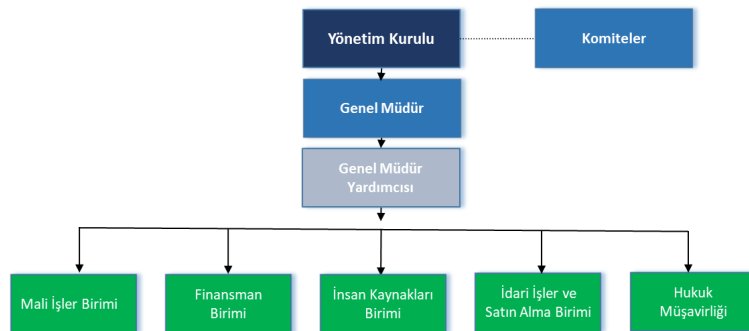 Yönetim Kurulu
Komiteler
Genel Müdür
Genel Müdür
Yardımcısı
Mali İşler Birimi
Finansman
Birimi
İnsan Kaynakları
Birimi
İdari İşler ve
Satın Alma Birimi
Hukuk
Müşavirliği